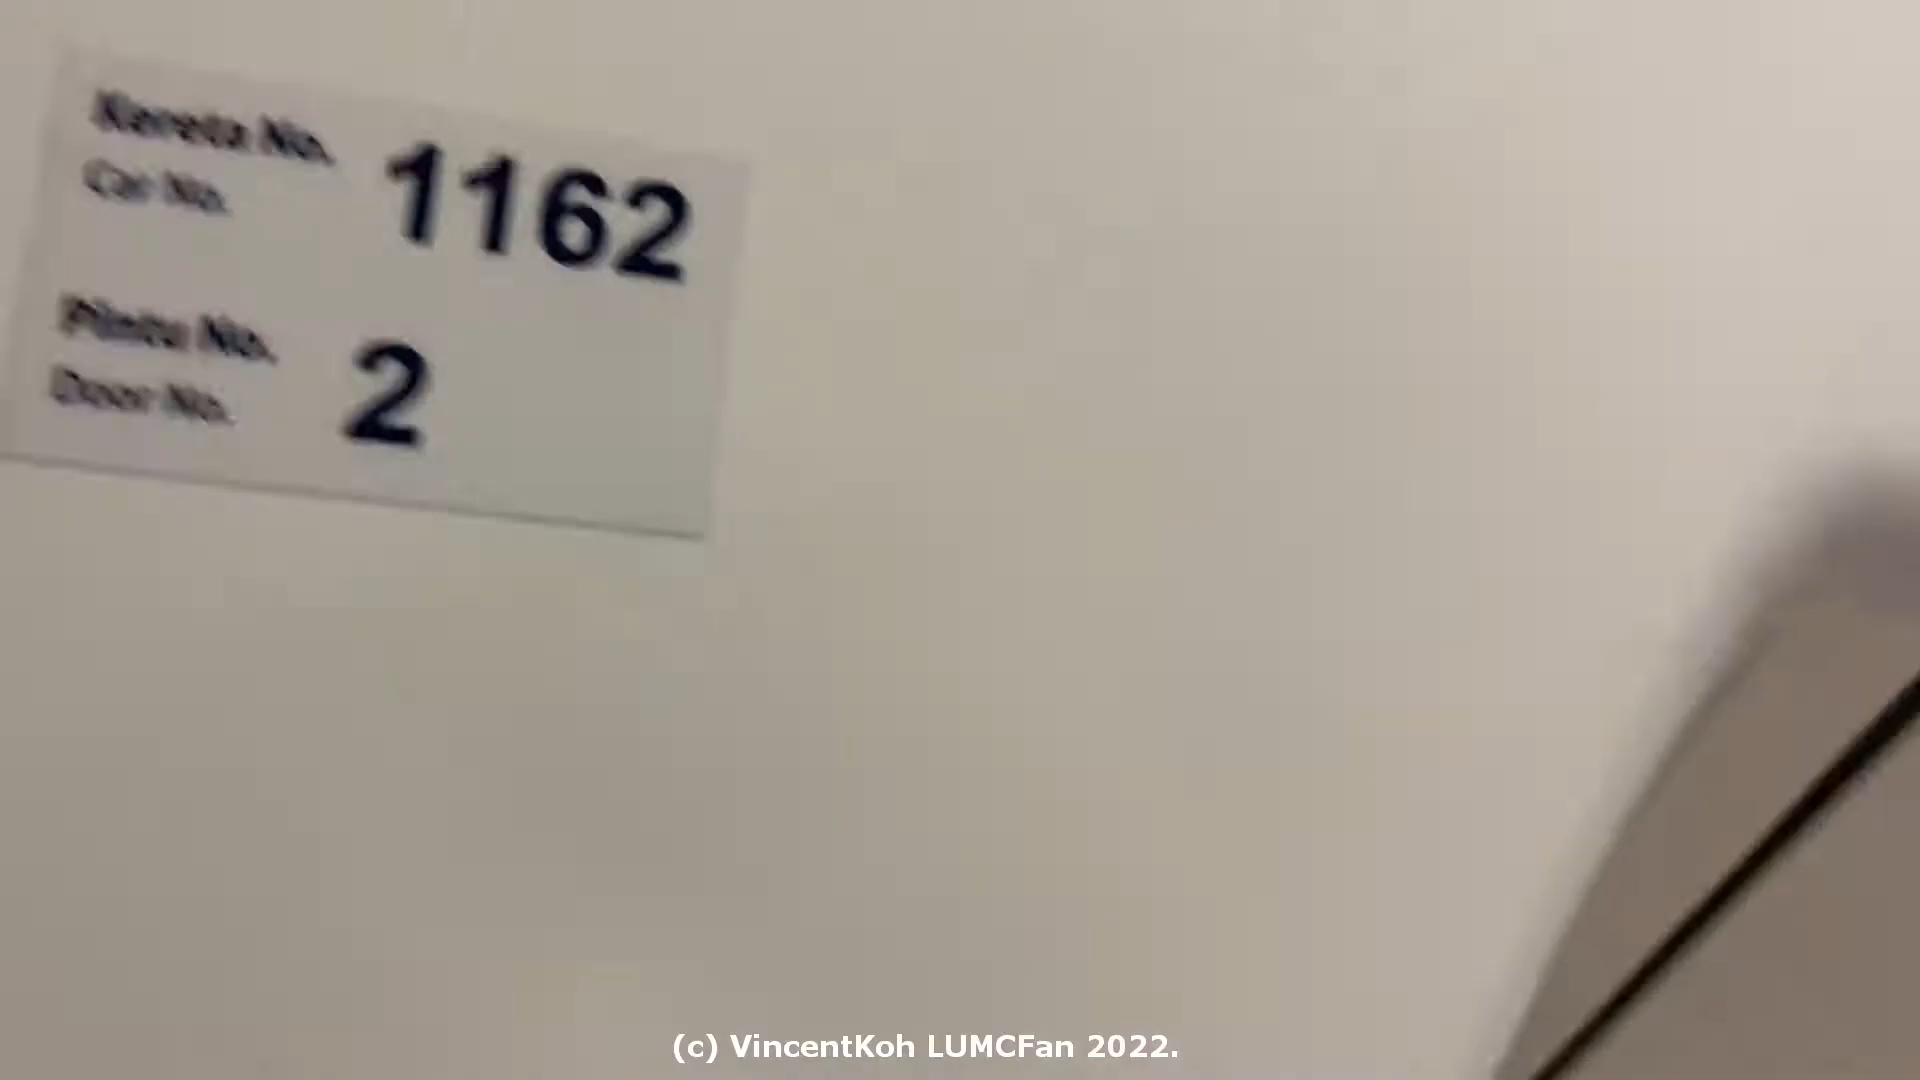 Kereta No. 1162
Car No.
Pintu No. 2
Door No.
(c) VincentKoh LUMCFan 2022.